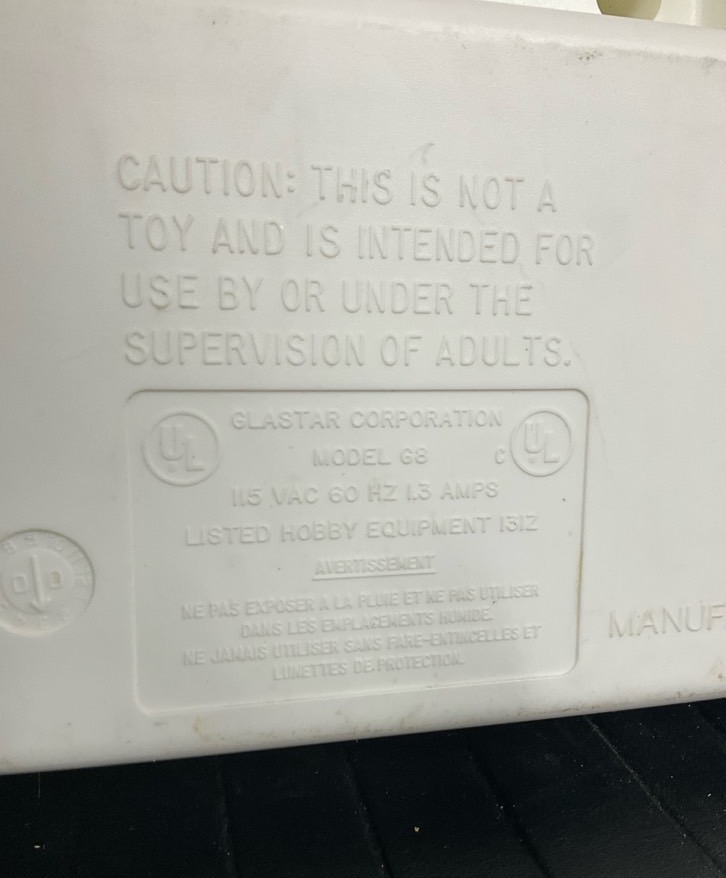 CAUTION: THIS IS NOT A
TOY AND IS INTENDED FOR
USE BY OR UNDER THE
SUPERVISION OF ADULTS.
UL
GLASTAR CORPORATION
MODEL G8
C UL
115 VAC 60 HZ 1.3 AMPS
LISTED HOBBY EQUIPMENT 131Z
AVERTISSEMENT
NE PAS EXPOSER A LA PLUIE ET NE PAS UTILISER
DANS LES EMPLACEMENTS HUMIDE.
NE JAMAIS UTILISER SANS PARE-ENTINCELLES ET
LUNETTES DE PROTECTION.
MANUF